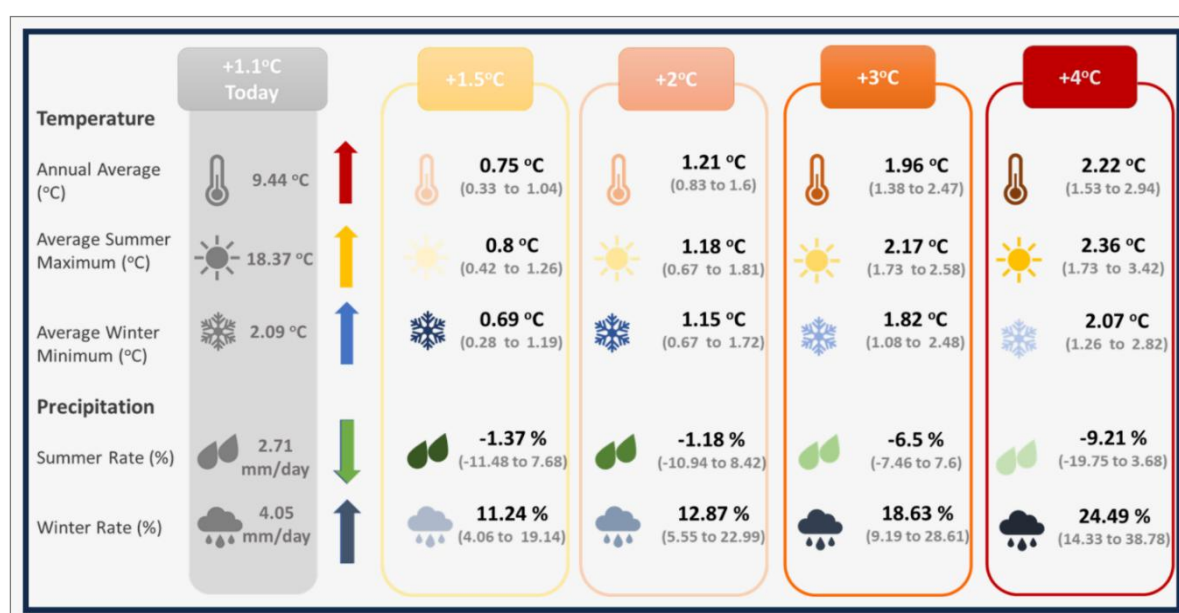 +1.1°C
Today
+1.5°C
+2°C
+3°C
+4°C
Temperature
Annual Average
(°C)
9.44 °C
0.75 °C
(0.33 to 1.04)
1.21 °C
(0.83 to 1.6)
1.96 °C
(1.38 to 2.47)
2.22 °C
(1.53 to 2.94)
Average Summer
Maximum (°C)
18.37 °C
0.8 °C
(0.42 to 1.26)
1.18 °C
(0.67 to 1.81)
2.17 °C
(1.73 to 2.58)
2.36 °C
(1.73 to 3.42)
Average Winter
Minimum (°C)
2.09 °C
0.69 °C
(0.28 to 1.19)
1.15 °C
(0.67 to 1.72)
1.82 °C
(1.08 to 2.48)
2.07 °C
(1.26 to 2.82)
Precipitation
Summer Rate (%)
2.71
mm/day
-1.37 %
(-11.48 to 7.68)
-1.18 %
(-10.94 to 8.42)
-6.5 %
(-7.46 to 7.6)
-9.21 %
(-19.75 to 3.68)
Winter Rate (%)
4.05
mm/day
11.24 %
(4.06 to 19.14)
12.87 %
(5.55 to 22.99)
18.63 %
(9.19 to 28.61)
24.49 %
(14.33 to 38.78)